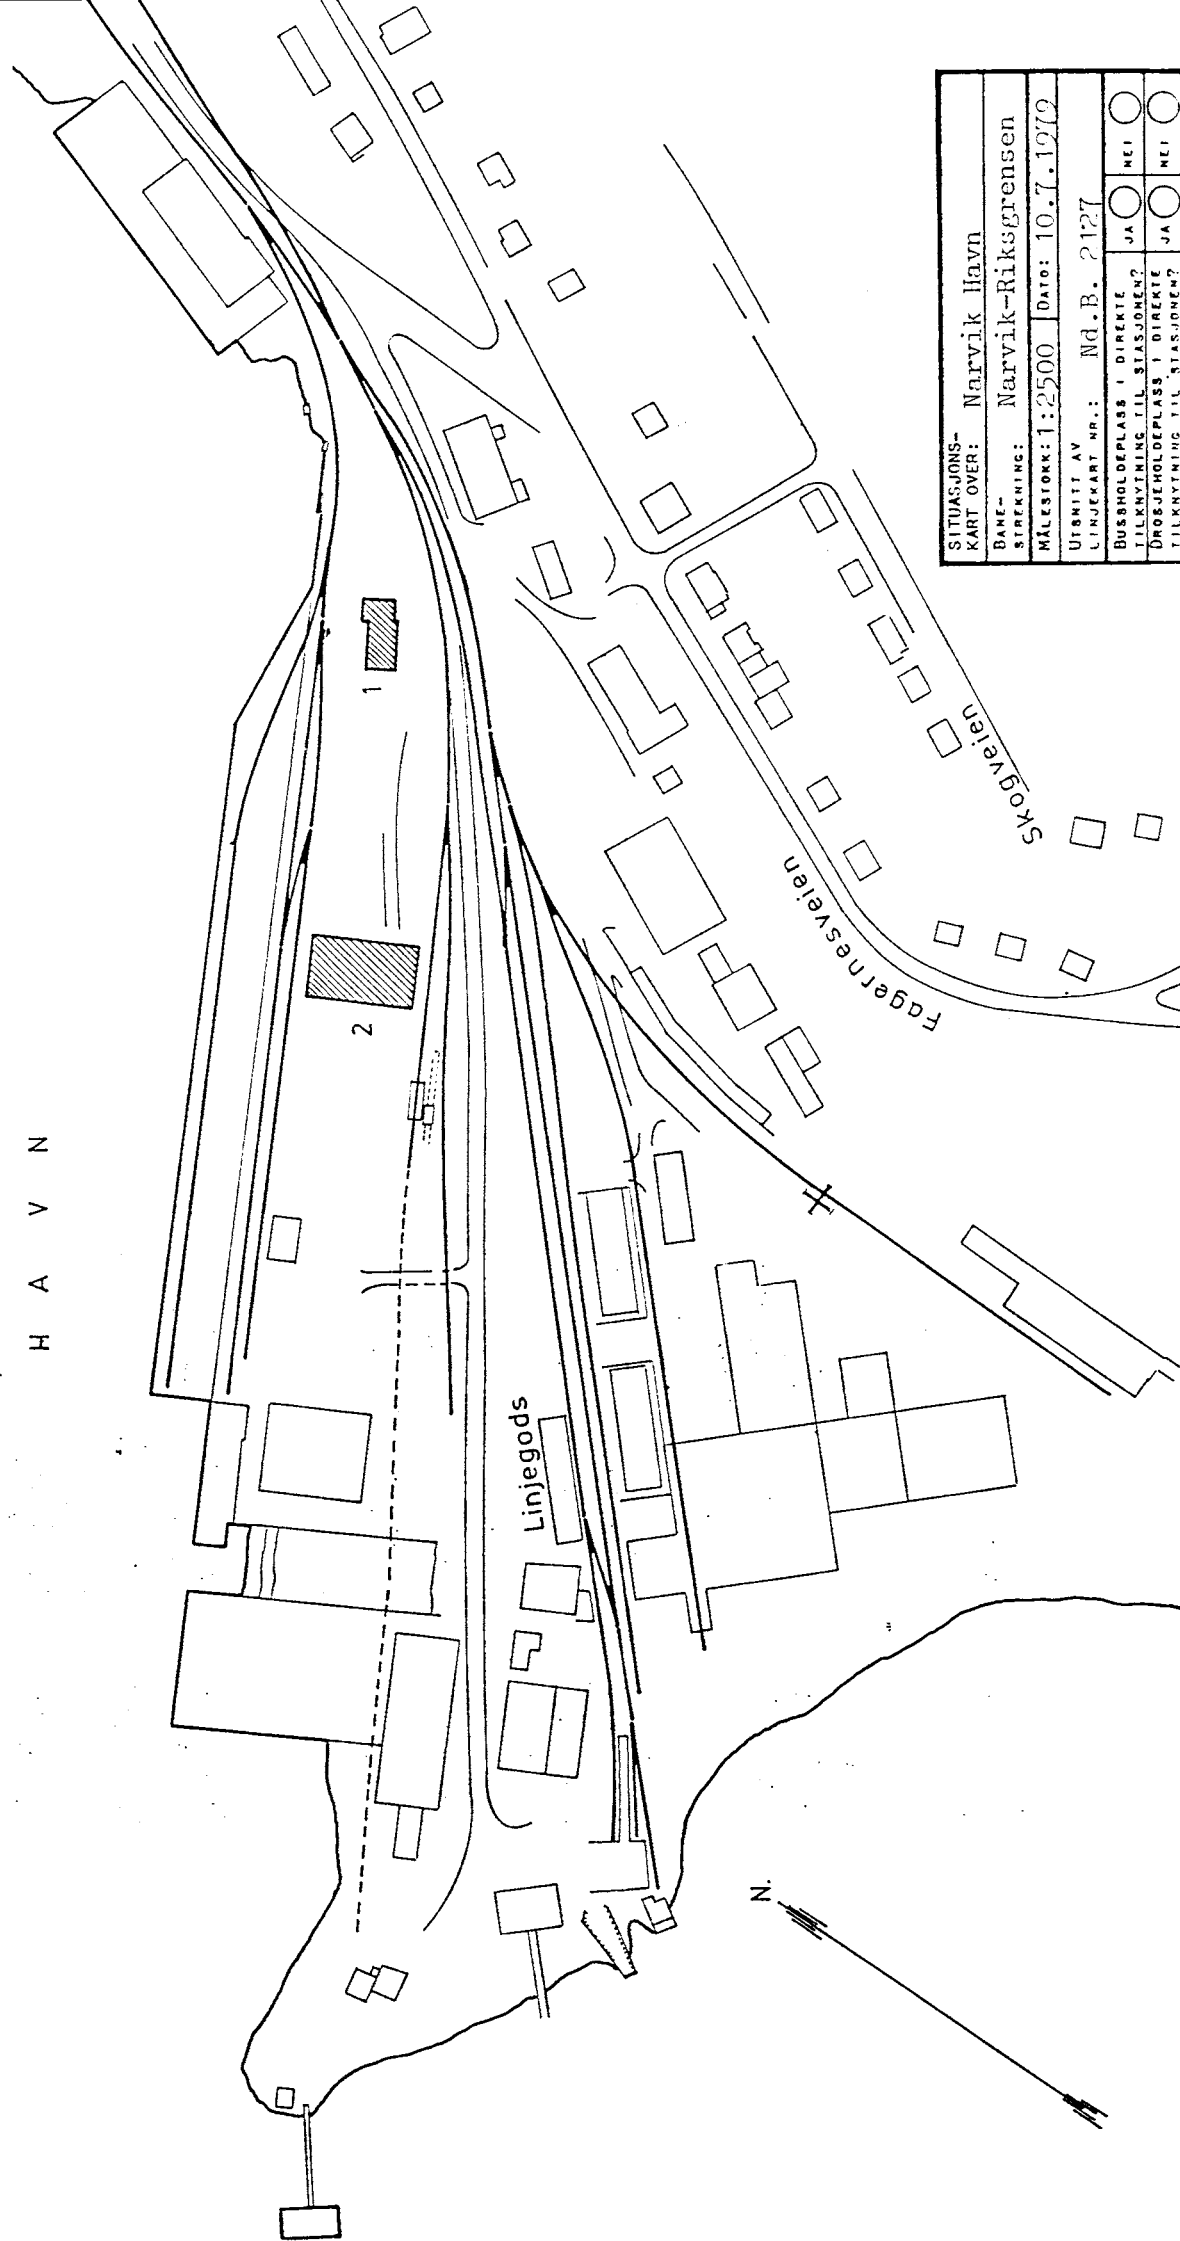 H A V N
1
2
Linjegods
Fagernesveien
Skogveien
N.
SITUASJONS-
KART OVER: Narvik Havn
BANE-
STREKNING: Narvik-Riksgrensen
MÅLESTOKK: 1:2500 DATO: 10.7.1979
UTSNITT AV
LINJEKART NR.: Nd.B. 2127
BUSSHOLDEPLASS I DIREKTE
TILKNYTNING TIL STASJONEN? JA NEI
DROSJEHOLDEPLASS I DIREKTE
TILKNYTNING TIL STASJONEN? JA NEI